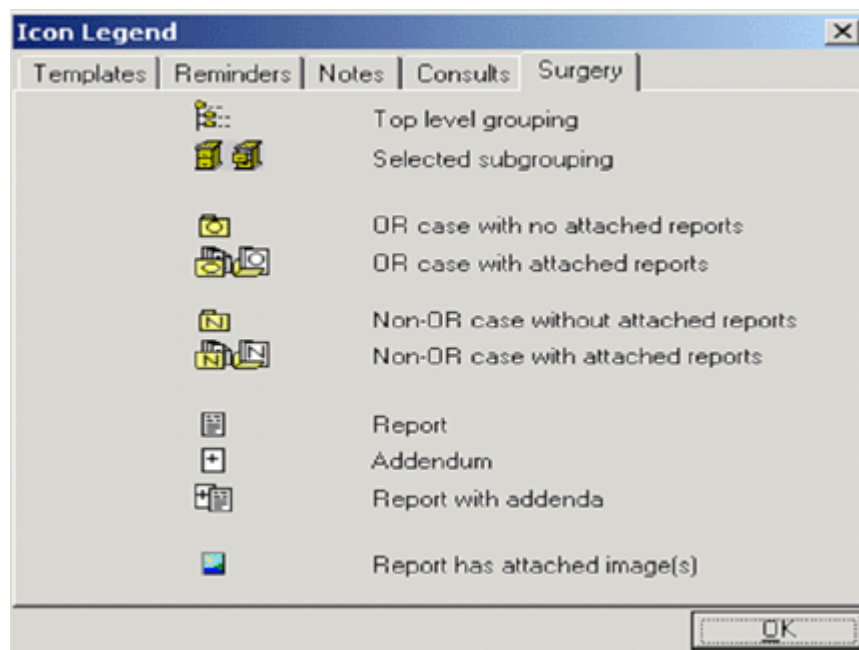 Icon Legend
Templates Reminders Notes Consults Surgery
Top level grouping
Selected subgrouping
OR case with no attached reports
OR case with attached reports
Non-OR case without attached reports
Non-OR case with attached reports
Report
Addendum
Report with addenda
Report has attached image(s)
OK